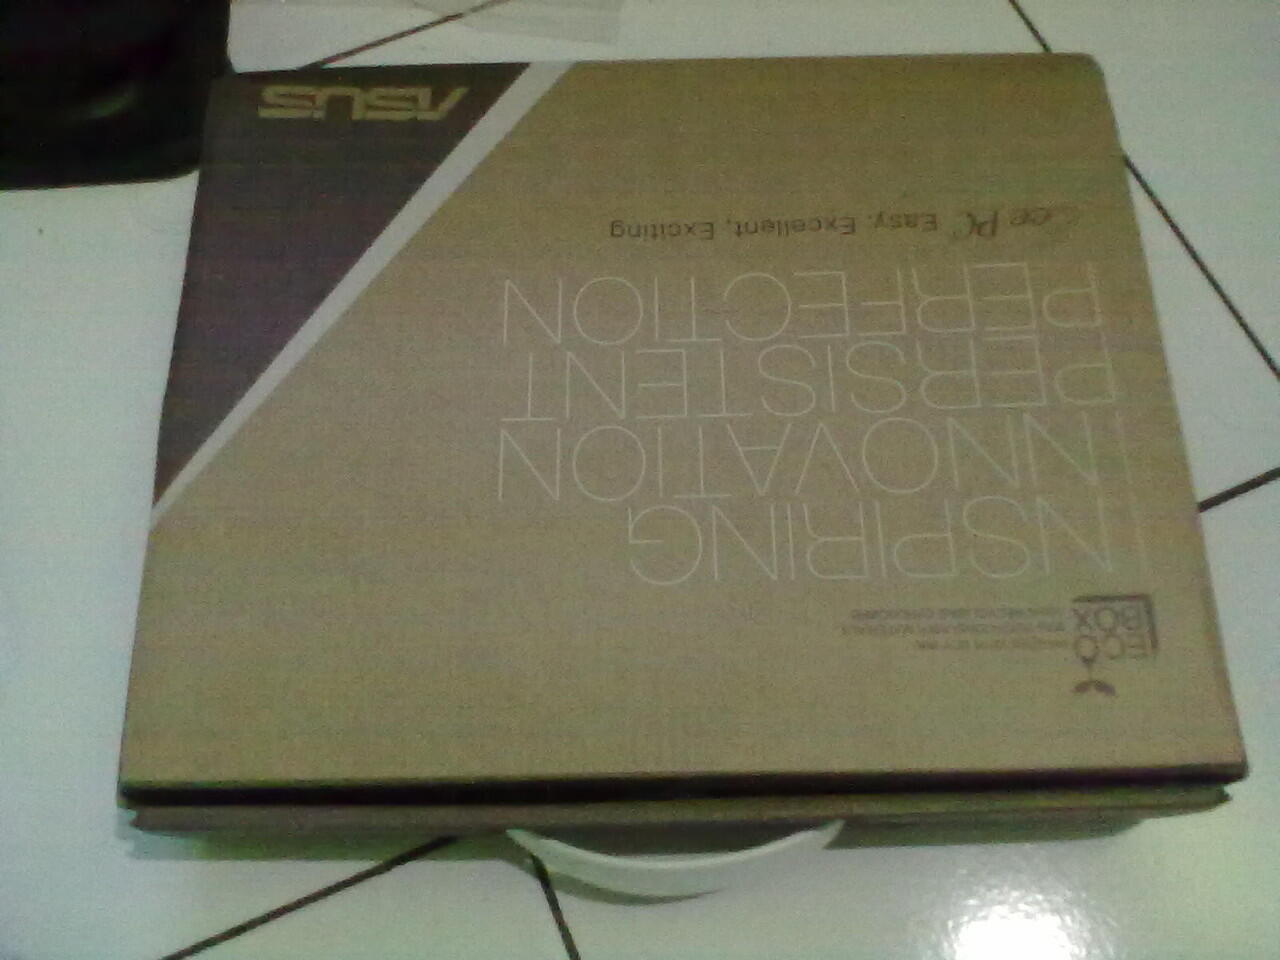 ECO
BOX
INSPIRING
INNOVATION
PERSISTENT
PERFECTION
Eee PC Easy, Excellent, Exciting
ASUS